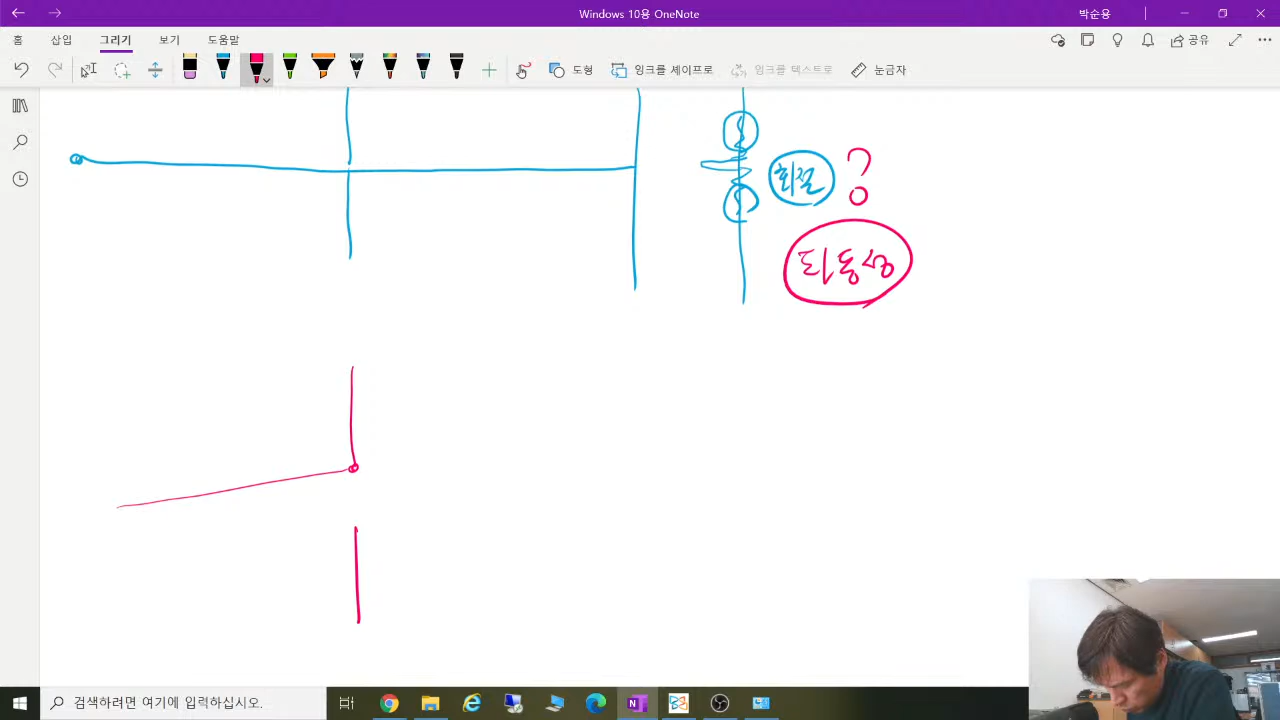 Windows 10용 OneNote
박순용
홈 삽입 그리기 보기 도움말
도형 잉크를 셰이프로 잉크를 텍스트로 눈금자
공유
회절 ?
파동성
검색하려면 여기에 입력하십시오.